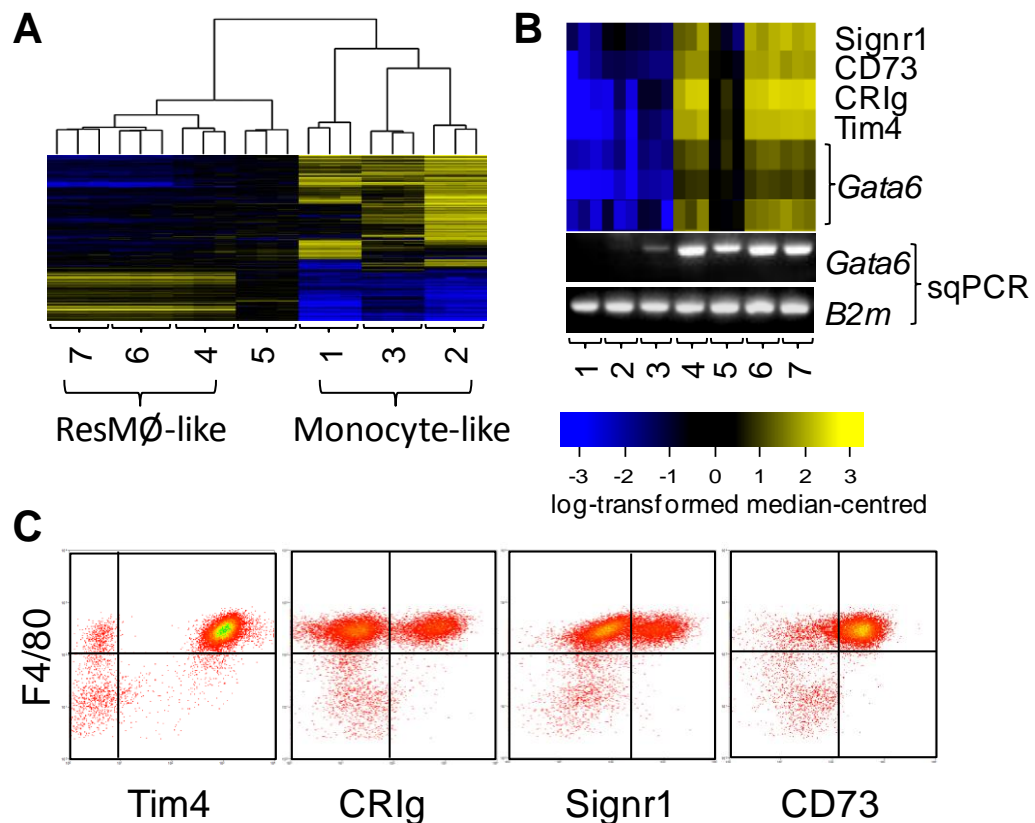 A
7 6 4 5 1 3 2
ResMØ-like Monocyte-like
B
Signr1
CD73
CRIg
Tim4
Gata6
Gata6
B2m
sqPCR
1 2 3 4 5 6 7
-3 -2 -1 0 1 2 3
log-transformed median-centred
C
F4/80
Tim4 CRIg Signr1 CD73